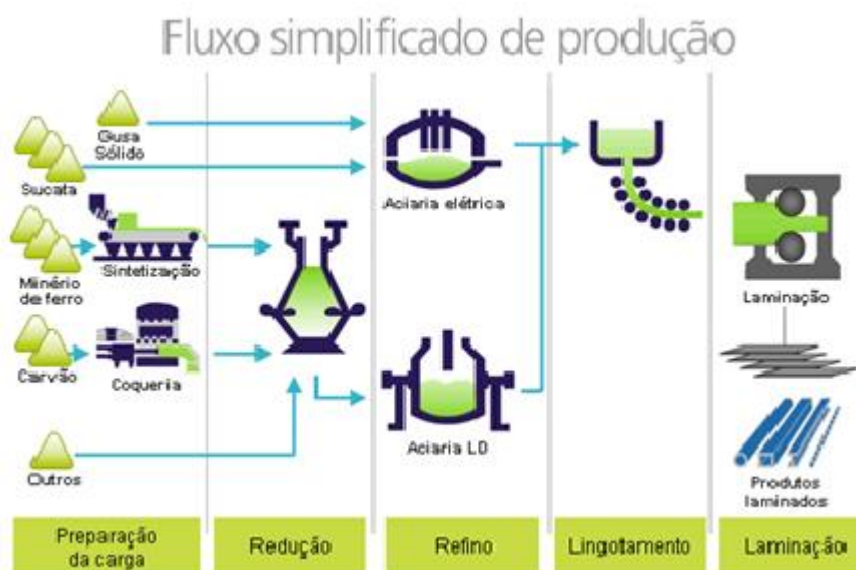 Fluxo simplificado de produção
Gusa
Sólido
Sucata
Aciaria elétrica
Sintetização
Minério
de ferro
Laminação
Carvão
Coqueria
Aciaria LD
Outros
Produtos
laminados
Preparação
da carga
Redução
Refino
Lingotamento
Laminação